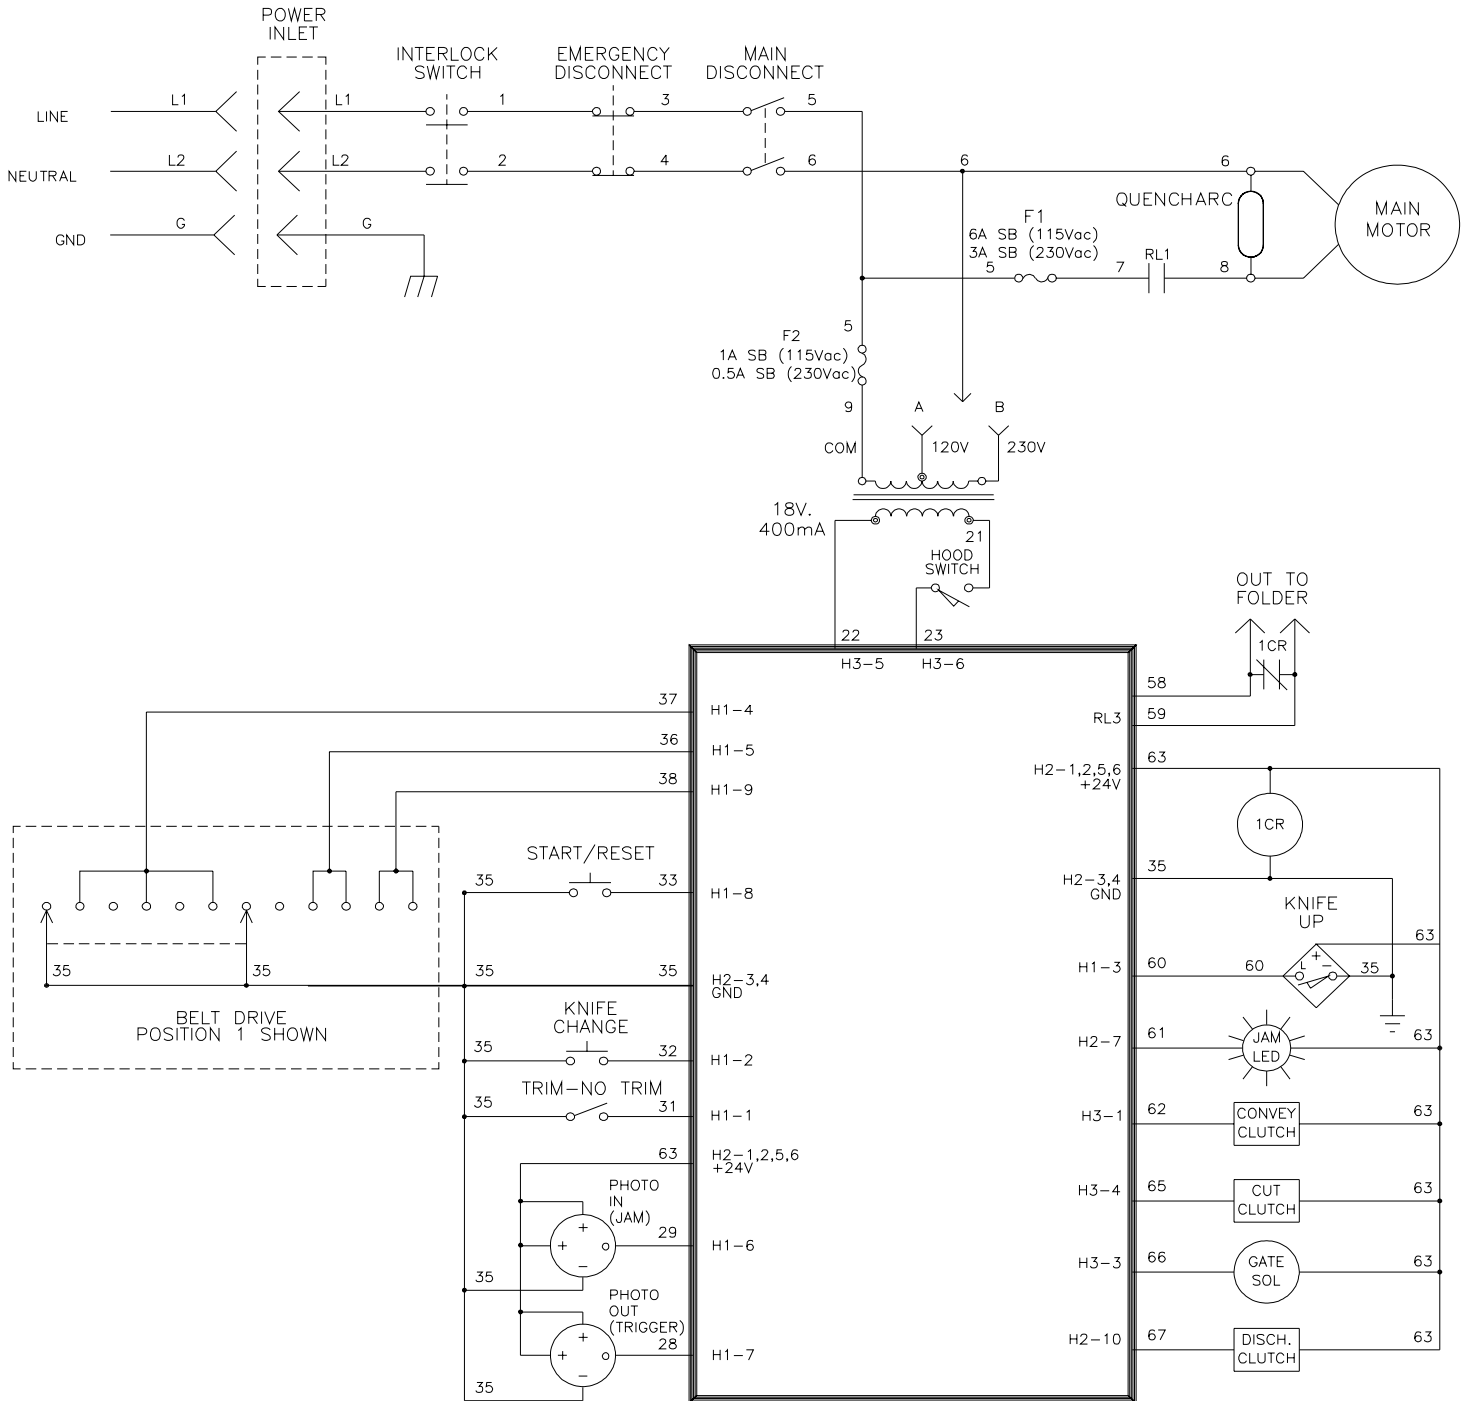 POWER
INLET
INTERLOCK
SWITCH
EMERGENCY
DISCONNECT
MAIN
DISCONNECT
LINE
L1
L1
1
3
5
NEUTRAL
L2
L2
2
4
6
6
6
GND
G
G
QUENCHARC
MAIN
MOTOR
F1
6A SB (115Vac)
3A SB (230Vac)
5
7
RL1
8
5
F2
1A SB (115Vac)
0.5A SB (230Vac)
9
A
B
COM
120V
230V
18V.
400mA
21
HOOD
SWITCH
22
23
H3-5
H3-6
OUT TO
FOLDER
1CR
58
RL3
59
37
H1-4
36
H1-5
38
H1-9
H2-1,2,5,6
+24V
63
1CR
START/RESET
35
33
H1-8
H2-3,4
GND
35
KNIFE
UP
63
+
L
−
H1-3
60
60
35
35
35
35
35
H2-3,4
GND
BELT DRIVE
POSITION 1 SHOWN
KNIFE
CHANGE
35
32
H1-2
H2-7
61
JAM
LED
63
TRIM-NO TRIM
35
31
H1-1
H3-1
62
CONVEY
CLUTCH
63
63
H2-1,2,5,6
+24V
PHOTO
IN
(JAM)
H3-4
65
CUT
CLUTCH
63
+
+
−
29
H1-6
H3-3
66
GATE
SOL
63
35
PHOTO
OUT
(TRIGGER)
+
+
−
28
H1-7
H2-10
67
DISCH.
CLUTCH
63
35